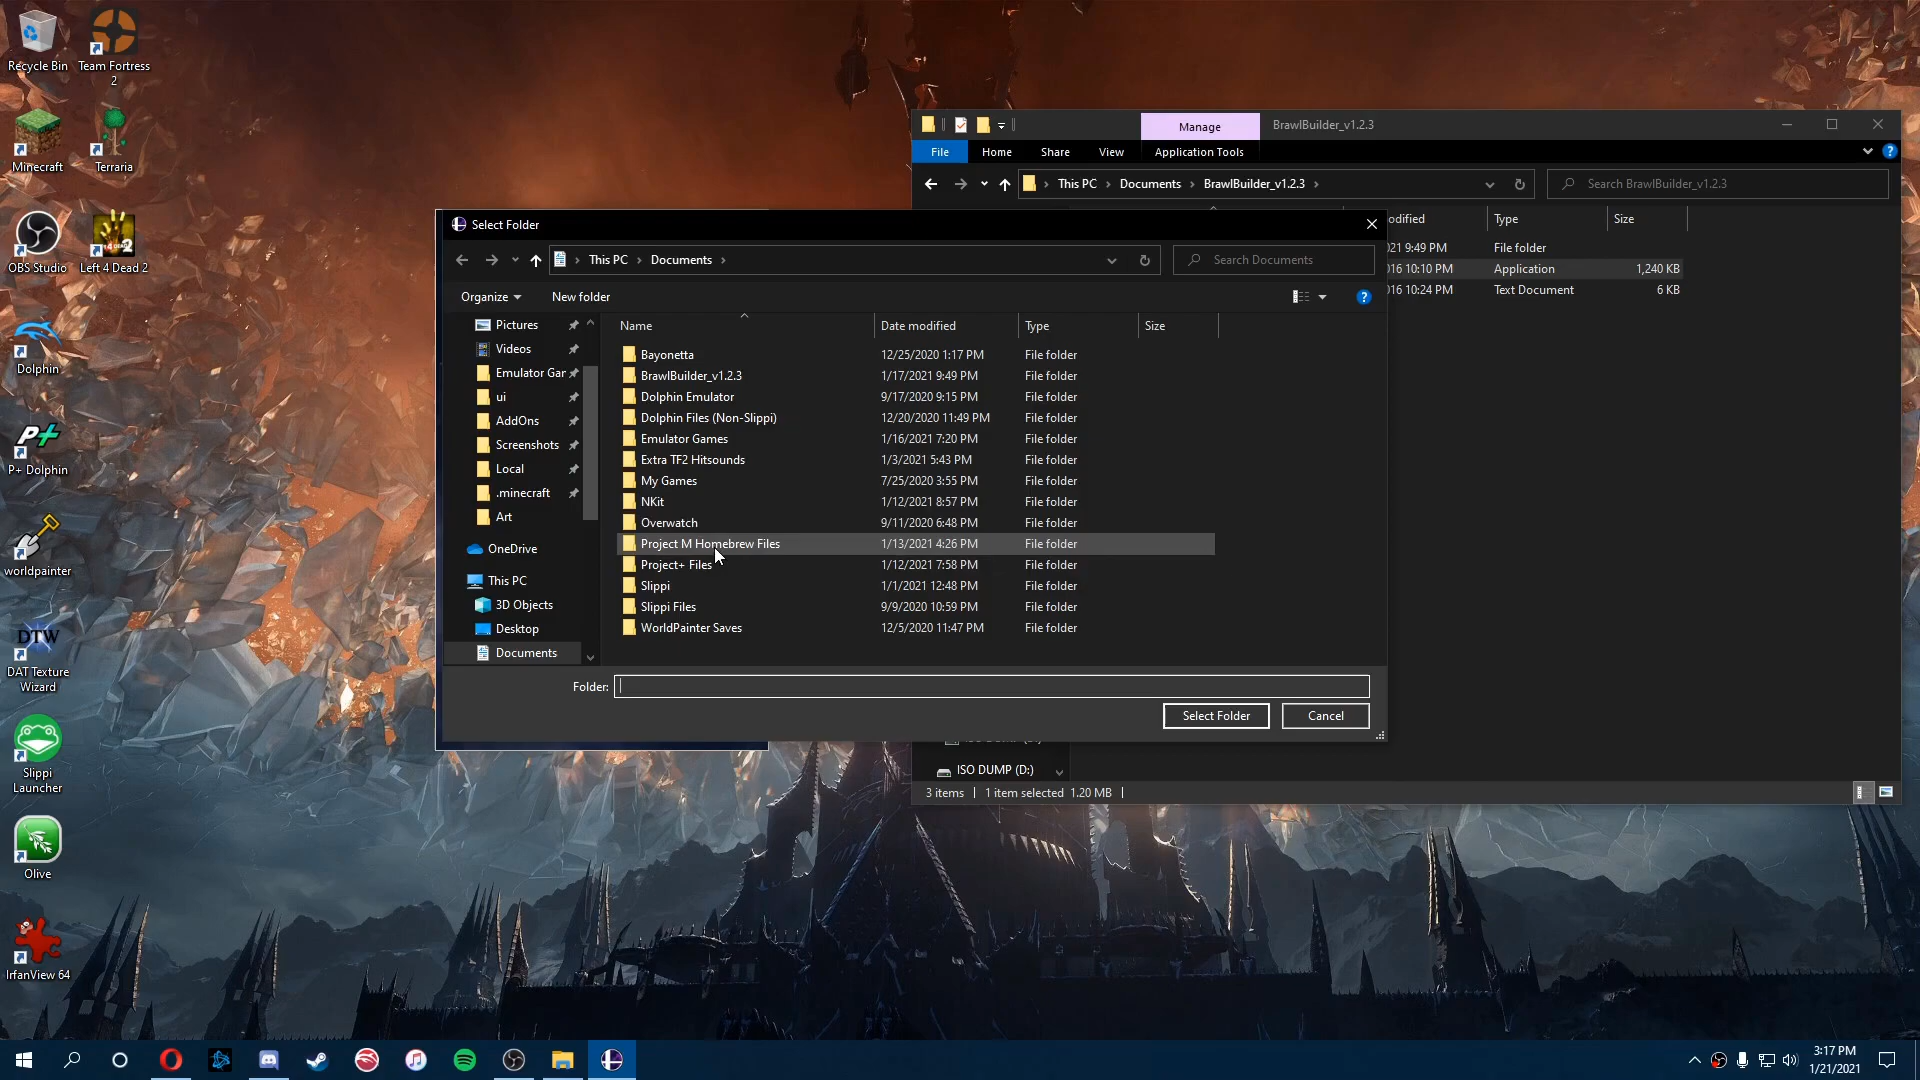 Recycle Bin
Team Fortress
2
Minecraft
Terraria
OBS Studio
Left 4 Dead 2
Dolphin
P+ Dolphin
worldpainter
DTW
DAT Texture
Wizard
Slippi
Launcher
Olive
IrfanView 64
Manage
BrawlBuilder_v1.2.3
File
Home
Share
View
Application Tools
This PC
Documents
BrawlBuilder_v1.2.3
Search BrawlBuilder_v1.2.3
Type
Size
21 9:49 PM
File folder
16 10:10 PM
Application
1,240 KB
16 10:24 PM
Text Document
6 KB
Select Folder
This PC
Documents
Search Documents
Organize
New folder
Pictures
Videos
Emulator Gar
ui
AddOns
Screenshots
Local
.minecraft
Art
OneDrive
This PC
3D Objects
Desktop
Documents
Name
Date modified
Type
Size
Bayonetta 12/25/2020 1:17 PM File folder
BrawlBuilder_v1.2.3 1/17/2021 9:49 PM File folder
Dolphin Emulator 9/17/2020 9:15 PM File folder
Dolphin Files (Non-Slippi) 12/20/2020 11:49 PM File folder
Emulator Games 1/16/2021 7:20 PM File folder
Extra TF2 Hitsounds 1/3/2021 5:43 PM File folder
My Games 7/25/2020 3:55 PM File folder
NKit 1/12/2021 8:57 PM File folder
Overwatch 9/11/2020 6:48 PM File folder
Project M Homebrew Files 1/13/2021 4:26 PM File folder
Project+ Files 1/12/2021 7:58 PM File folder
Slippi 1/1/2021 12:48 PM File folder
Slippi Files 9/9/2020 10:59 PM File folder
WorldPainter Saves 12/5/2020 11:47 PM File folder
Folder:
Select Folder
Cancel
ISO DUMP (D:)
3 items
1 item selected 1.20 MB
3:17 PM
1/21/2021